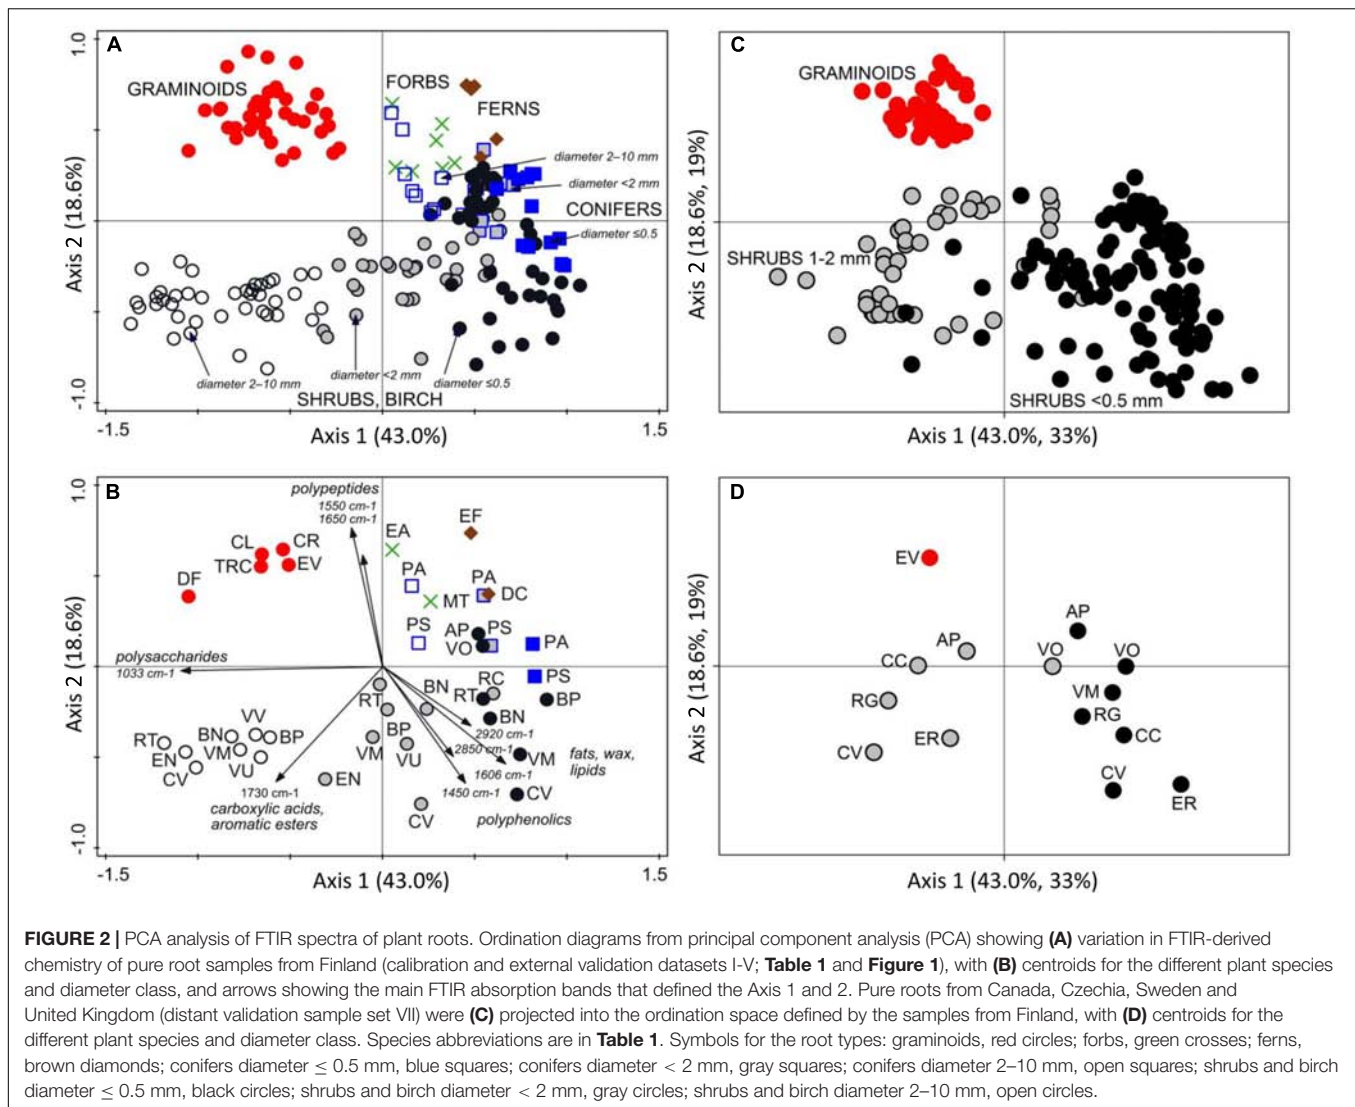 A
1.0
GRAMINOIDS
FORBS
FERNS
diameter 2–10 mm
diameter <2 mm
CONIFERS
diameter ≤0.5
Axis 2 (18.6%)
diameter 2–10 mm
diameter <2 mm
diameter ≤0.5
SHRUBS, BIRCH
-1.0
-1.5
Axis 1 (43.0%)
1.5
C
GRAMINOIDS
Axis 2 (18.6%, 19%)
SHRUBS 1-2 mm
SHRUBS <0.5 mm
Axis 1 (43.0%, 33%)
B
1.0
polypeptides
1550 cm-1
1650 cm-1
EF
EA
CL
CR
TRC
EV
DF
PA
PA
DC
MT
PS
AP
PS
VO
PA
polysaccharides
1033 cm-1
PS
Axis 2 (18.6%)
RT
BN
RC
RT
BP
BN
VV
BN
BP
RT
VM
EN
VU
CV
BP
VM
VU
2920 cm-1
2850 cm-1
VM
fats, wax,
lipids
1606 cm-1
EN
1730 cm-1
1450 cm-1
CV
carboxylic acids,
aromatic esters
CV
polyphenolics
-1.0
-1.5
Axis 1 (43.0%)
1.5
D
EV
AP
AP
CC
VO
VO
VM
RG
RG
CC
ER
CV
CV
ER
Axis 2 (18.6%, 19%)
Axis 1 (43.0%, 33%)
FIGURE 2 | PCA analysis of FTIR spectra of plant roots. Ordination diagrams from principal component analysis (PCA) showing (A) variation in FTIR-derived
chemistry of pure root samples from Finland (calibration and external validation datasets I-V; Table 1 and Figure 1), with (B) centroids for the different plant species
and diameter class, and arrows showing the main FTIR absorption bands that defined the Axis 1 and 2. Pure roots from Canada, Czechia, Sweden and
United Kingdom (distant validation sample set VII) were (C) projected into the ordination space defined by the samples from Finland, with (D) centroids for the
different plant species and diameter class. Species abbreviations are in Table 1. Symbols for the root types: graminoids, red circles; forbs, green crosses; ferns,
brown diamonds; conifers diameter ≤ 0.5 mm, blue squares; conifers diameter < 2 mm, gray squares; conifers diameter 2–10 mm, open squares; shrubs and birch
diameter ≤ 0.5 mm, black circles; shrubs and birch diameter < 2 mm, gray circles; shrubs and birch diameter 2–10 mm, open circles.